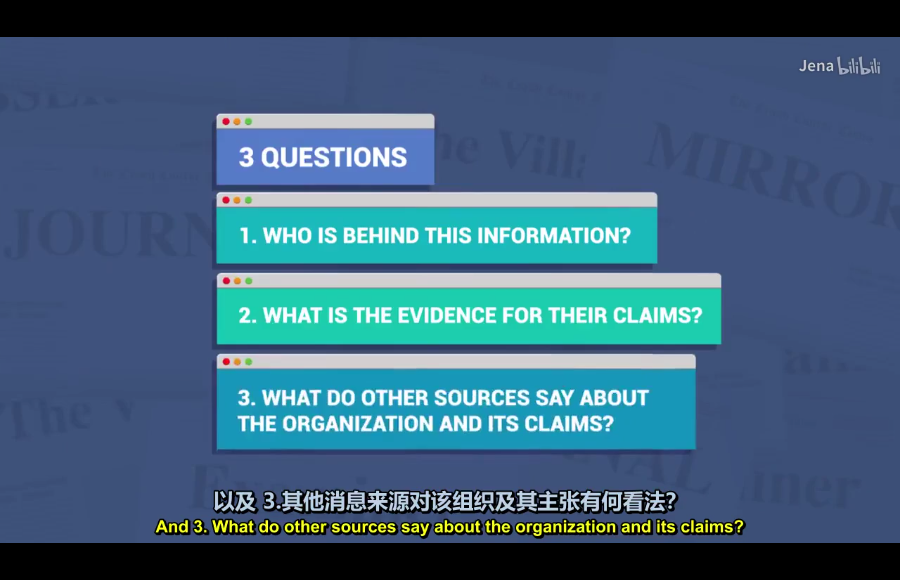 Jena bilibili
3 QUESTIONS
1. WHO IS BEHIND THIS INFORMATION?
2. WHAT IS THE EVIDENCE FOR THEIR CLAIMS?
3. WHAT DO OTHER SOURCES SAY ABOUT
THE ORGANIZATION AND ITS CLAIMS?
以及 3.其他消息来源对该组织及其主张有何看法?
And 3. What do other sources say about the organization and its claims?